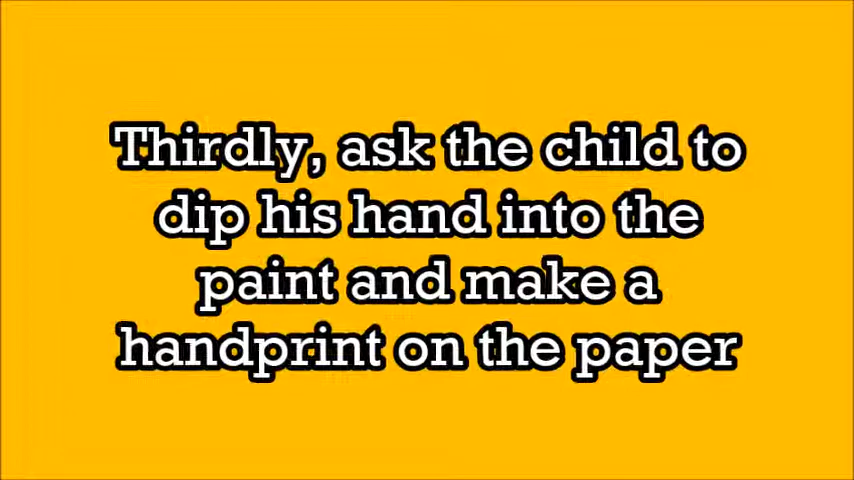 Thirdly, ask the child to
dip his hand into the
paint and make a
handprint on the paper